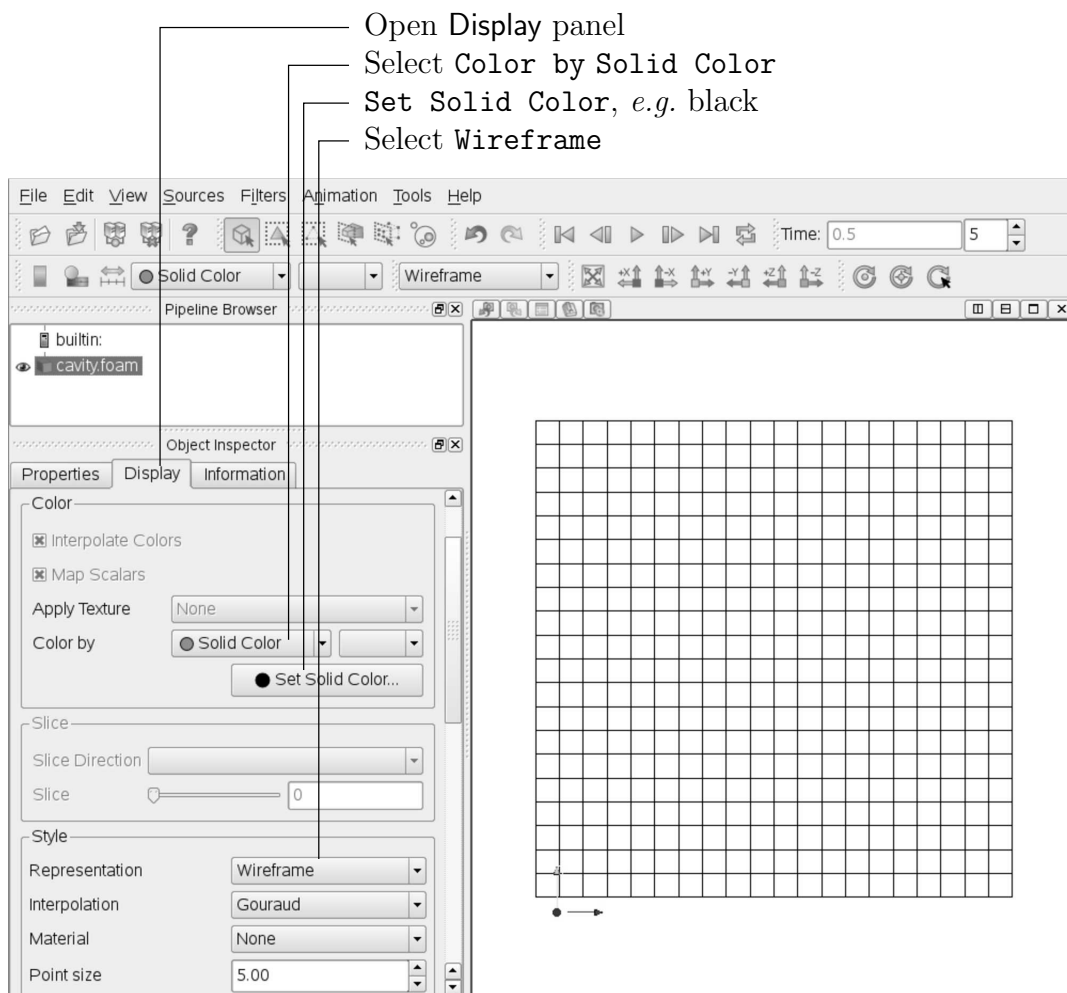 Open Display panel
Select Color by Solid Color
Set Solid Color, e.g. black
Select Wireframe
File Edit View Sources Filters Animation Tools Help
Time: 0.5 5
Solid Color Wireframe
+X -X +Y -Y +Z -Z
Pipeline Browser
builtin:
cavity.foam
Object Inspector
Properties Display Information
Color
Interpolate Colors
Map Scalars
Apply Texture None
Color by Solid Color
Set Solid Color...
Slice
Slice Direction
Slice 0
Style
Representation Wireframe
Interpolation Gouraud
Material None
Point size 5.00